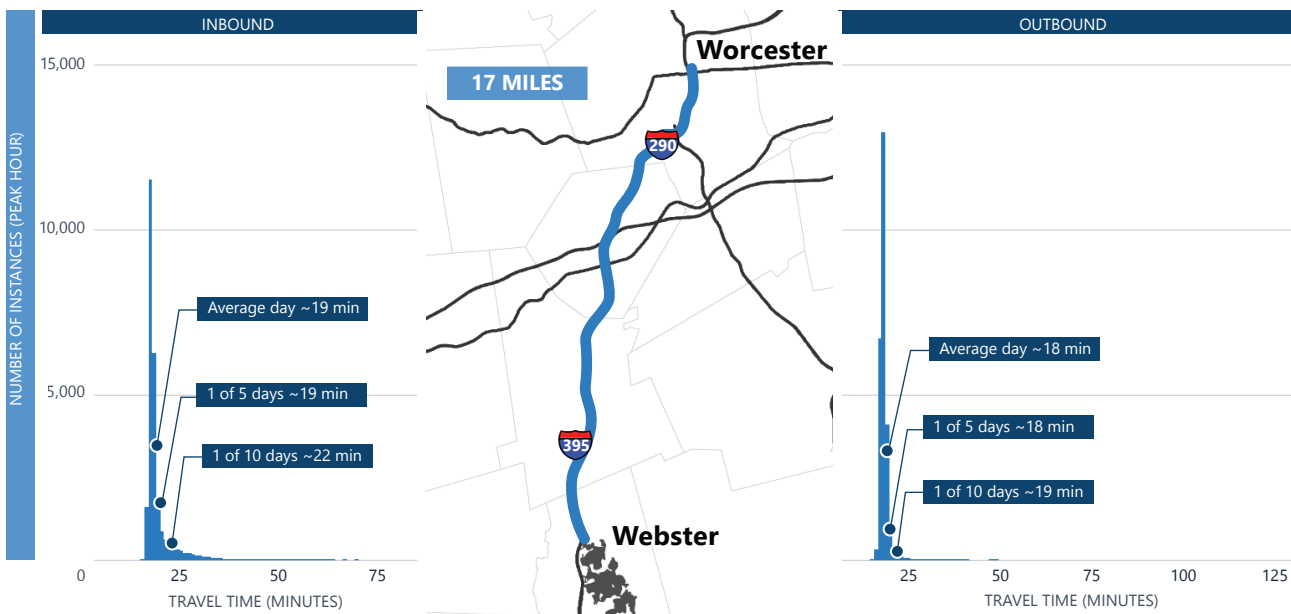 INBOUND
NUMBER OF INSTANCES (PEAK HOUR)
15,000
10,000
5,000
0
Average day ~19 min
1 of 5 days ~19 min
1 of 10 days ~22 min
25
50
75
TRAVEL TIME (MINUTES)
Worcester
17 MILES
290
395
Webster
OUTBOUND
Average day ~18 min
1 of 5 days ~18 min
1 of 10 days ~19 min
25
50
75
100
125
TRAVEL TIME (MINUTES)